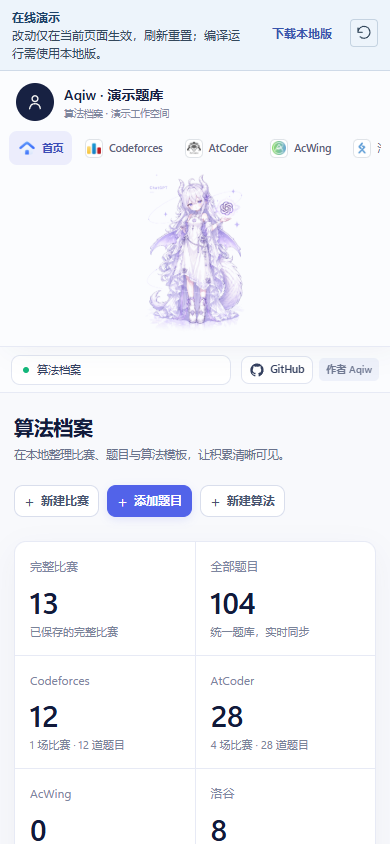 在线演示
改动仅在当前页面生效，刷新重置；编译运
行需使用本地版。
下载本地版
Aqiw · 演示题库
算法档案 · 演示工作空间
首页
Codeforces
AtCoder
AcWing
算法档案
GitHub
作者 Aqiw
算法档案
在本地整理比赛、题目与算法模板，让积累清晰可见。
+ 新建比赛
+ 添加题目
+ 新建算法
完整比赛
13
已保存的完整比赛
全部题目
104
统一题库，实时同步
Codeforces
12
1 场比赛 · 12 道题目
AtCoder
28
4 场比赛 · 28 道题目
AcWing
0
洛谷
8